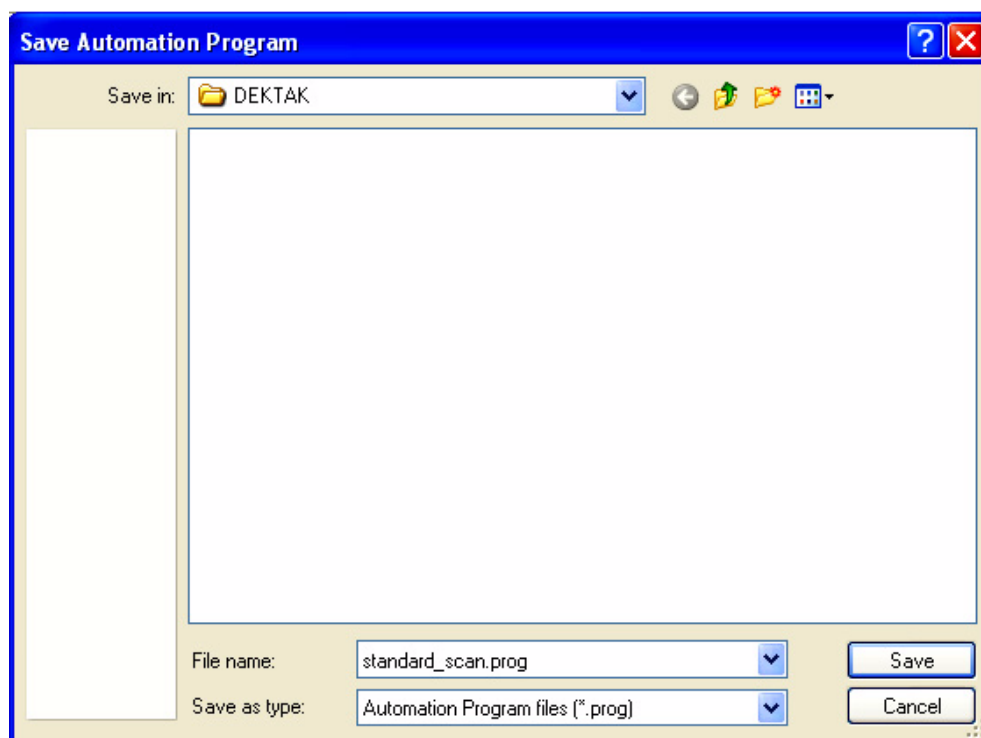 Save Automation Program
Save in: DEKTAK
File name: standard_scan.prog Save
Save as type: Automation Program files (*.prog) Cancel